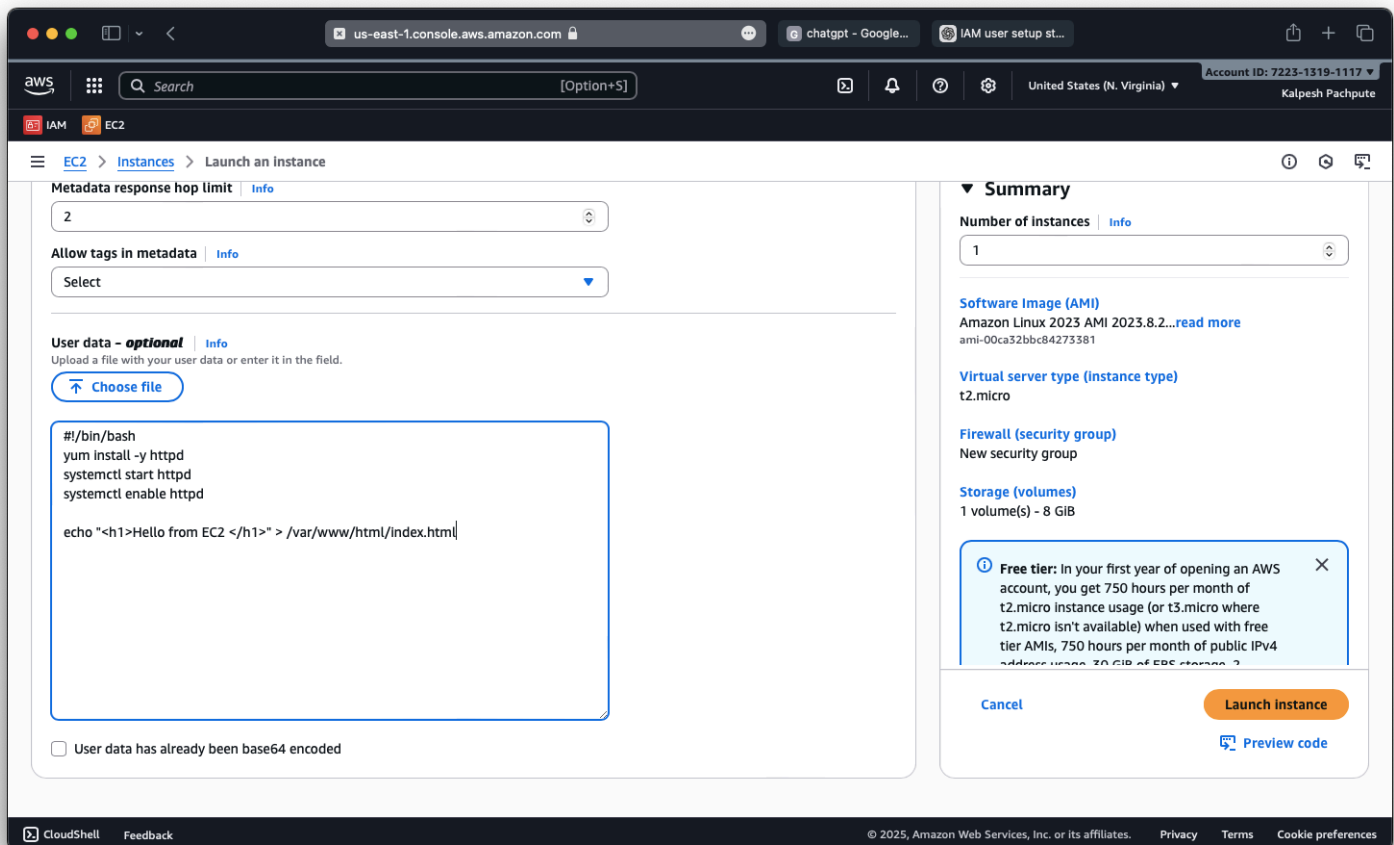 us-east-1.console.aws.amazon.com
G chatgpt - Google...
IAM user setup st...
aws
Search
[Option+S]
United States (N. Virginia)
Account ID: 7223-1319-1117
Kalpesh Pachpute
IAM
EC2
EC2 > Instances > Launch an instance
Metadata response hop limit
Info
2
Allow tags in metadata
Info
Select
User data – optional
Info
Upload a file with your user data or enter it in the field.
Choose file
#!/bin/bash
yum install -y httpd
systemctl start httpd
systemctl enable httpd
echo "<h1>Hello from EC2 </h1>" > /var/www/html/index.html
User data has already been base64 encoded
Summary
Number of instances
Info
1
Software Image (AMI)
Amazon Linux 2023 AMI 2023.8.2...read more
ami-00ca32bbc84273381
Virtual server type (instance type)
t2.micro
Firewall (security group)
New security group
Storage (volumes)
1 volume(s) - 8 GiB
Free tier: In your first year of opening an AWS
account, you get 750 hours per month of
t2.micro instance usage (or t3.micro where
t2.micro isn't available) when used with free
tier AMIs, 750 hours per month of public IPv4
address usage, 30 GiB of EBS storage, 2
Cancel
Launch instance
Preview code
CloudShell
Feedback
© 2025, Amazon Web Services, Inc. or its affiliates.
Privacy
Terms
Cookie preferences